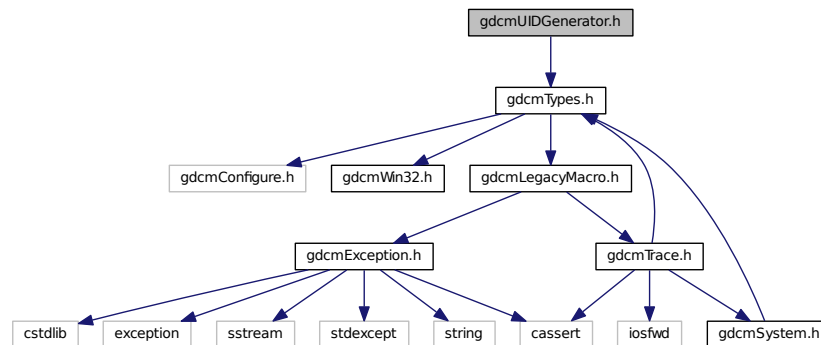 gdcmUIDGenerator.h
gdcmTypes.h
gdcmConfigure.h
gdcmWin32.h
gdcmLegacyMacro.h
gdcmException.h
gdcmTrace.h
cstdlib
exception
sstream
stdexcept
string
cassert
iosfwd
gdcmSystem.h